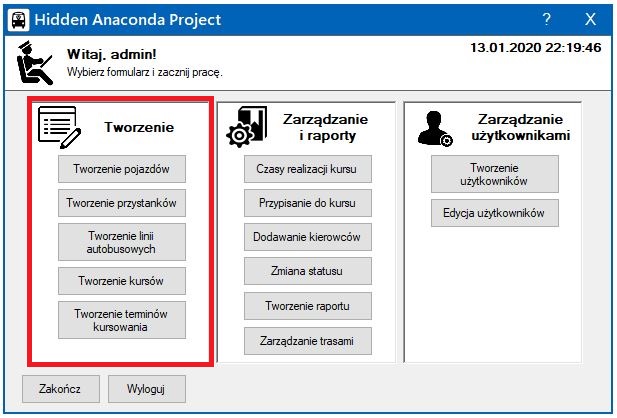 Hidden Anaconda Project
? X
Witaj, admin!
13.01.2020 22:19:46
Wybierz formularz i zacznij pracę.
Tworzenie
Tworzenie pojazdów
Tworzenie przystanków
Tworzenie linii
autobusowych
Tworzenie kursów
Tworzenie terminów
kursowania
Zarządzanie
i raporty
Czasy realizacji kursu
Przypisanie do kursu
Dodawanie kierowców
Zmiana statusu
Tworzenie raportu
Zarządzanie trasami
Zarządzanie
użytkownikami
Tworzenie
użytkowników
Edycja użytkowników
Zakończ
Wyloguj